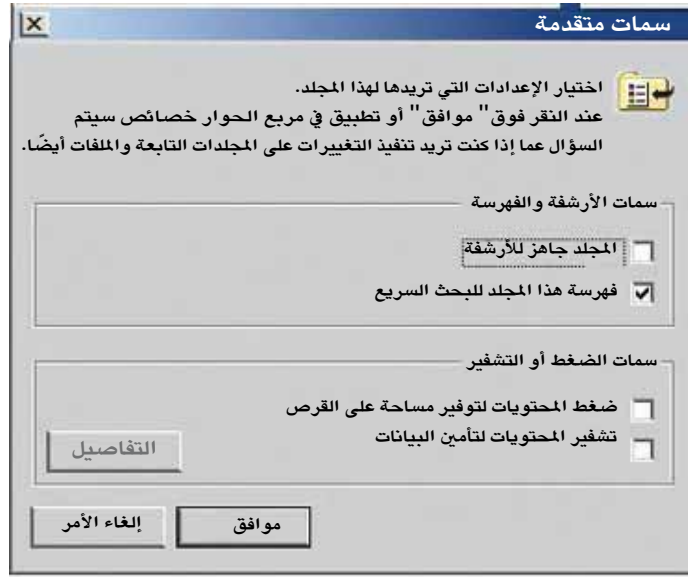 سمات متقدمة
اختيار الإعدادات التي تريدها لهذا المجلد.
عند النقر فوق" موافق" أو تطبيق في مربع الحوار خصائص سيتم
السؤال عما إذا كنت تريد تنفيذ التغييرات على المجلدات التابعة والملفات أيضًا.
سمات الأرشفة والفهرسة
المجلد جاهز للأرشفة
فهرسة هذا المجلد للبحث السريع
سمات الضغط أو التشفير
ضغط المحتويات لتوفير مساحة على القرص
تشفير المحتويات لتأمين البيانات
التفاصيل
موافق
إلغاء الأمر